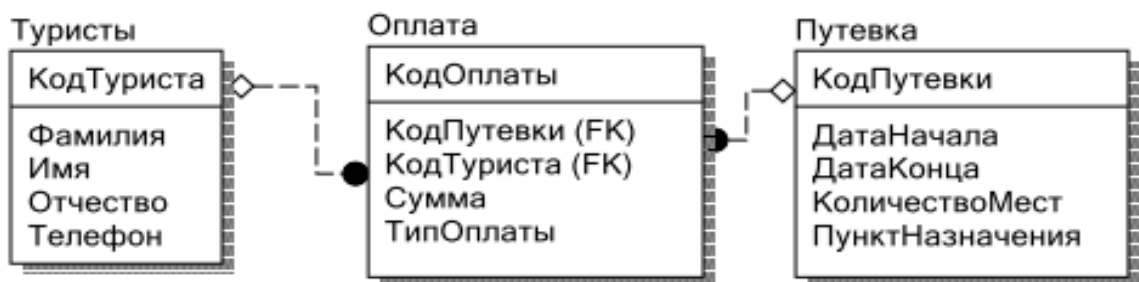 Туристы
КодТуриста
Фамилия
Имя
Отчество
Телефон
Оплата
КодОплаты
КодПутевки (FK)
КодТуриста (FK)
Сумма
ТипОплаты
Путевка
КодПутевки
ДатаНачала
ДатаКонца
КоличествоМест
ПунктНазначения